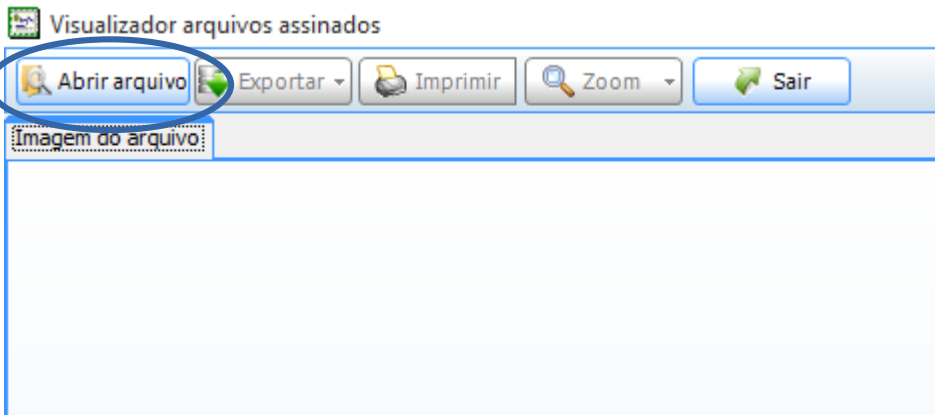 Visualizador arquivos assinados
Abrir arquivo Exportar Imprimir Zoom Sair
Imagem do arquivo